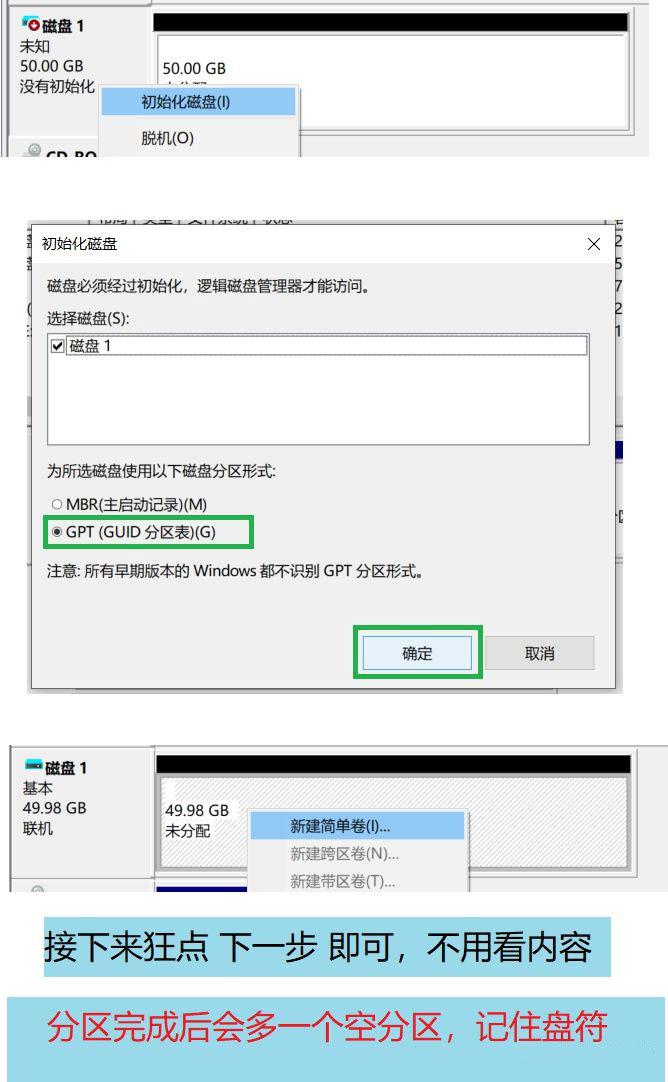 磁盘 1
未知
50.00 GB
没有初始化
50.00 GB
初始化磁盘(I)
脱机(O)
初始化磁盘
磁盘必须经过初始化，逻辑磁盘管理器才能访问。
选择磁盘(S):
磁盘 1
为所选磁盘使用以下磁盘分区形式:
MBR(主启动记录)(M)
GPT (GUID 分区表)(G)
注意: 所有早期版本的 Windows 都不识别 GPT 分区形式。
确定
取消
磁盘 1
基本
49.98 GB
联机
49.98 GB
未分配
新建简单卷(I)...
新建跨区卷(N)...
新建带区卷(T)...
接下来狂点 下一步 即可，不用看内容
分区完成后会多一个空分区，记住盘符